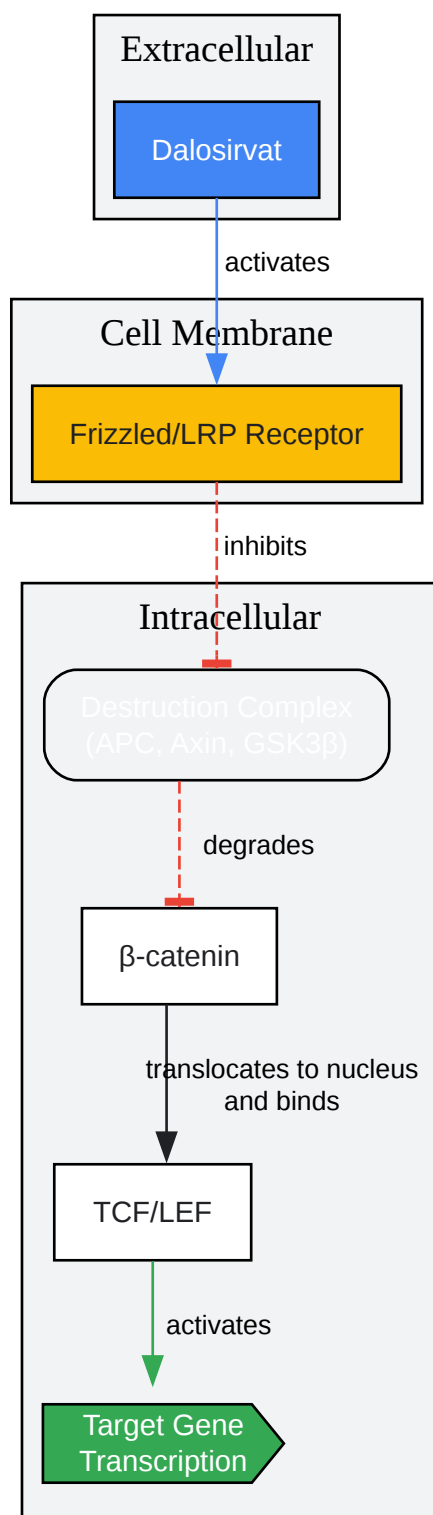 Extracellular
Dalosirvat
activates
Cell Membrane
Frizzled/LRP Receptor
inhibits
Intracellular
Destruction Complex
(APC, Axin, GSK3β)
degrades
β-catenin
translocates to nucleus
and binds
TCF/LEF
activates
Target Gene
Transcription